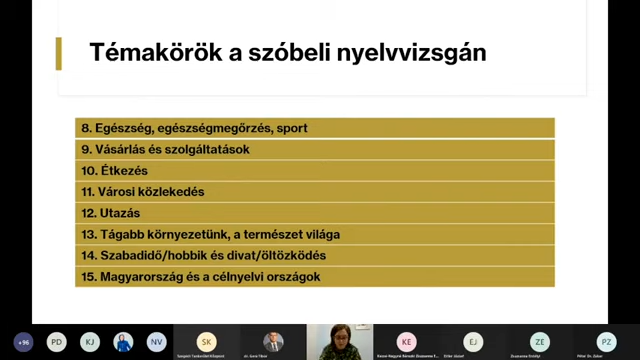 Témakörök a szóbeli nyelvvizsgán
8. Egészség, egészségmegőrzés, sport
9. Vásárlás és szolgáltatások
10. Étkezés
11. Városi közlekedés
12. Utazás
13. Tágabb környezetünk, a természet világa
14. Szabadidő/hobbik és divat/öltözködés
15. Magyarország és a célnyelvi országok
+96
PD
KJ
NV
SK
KE
EJ
ZE
PZ